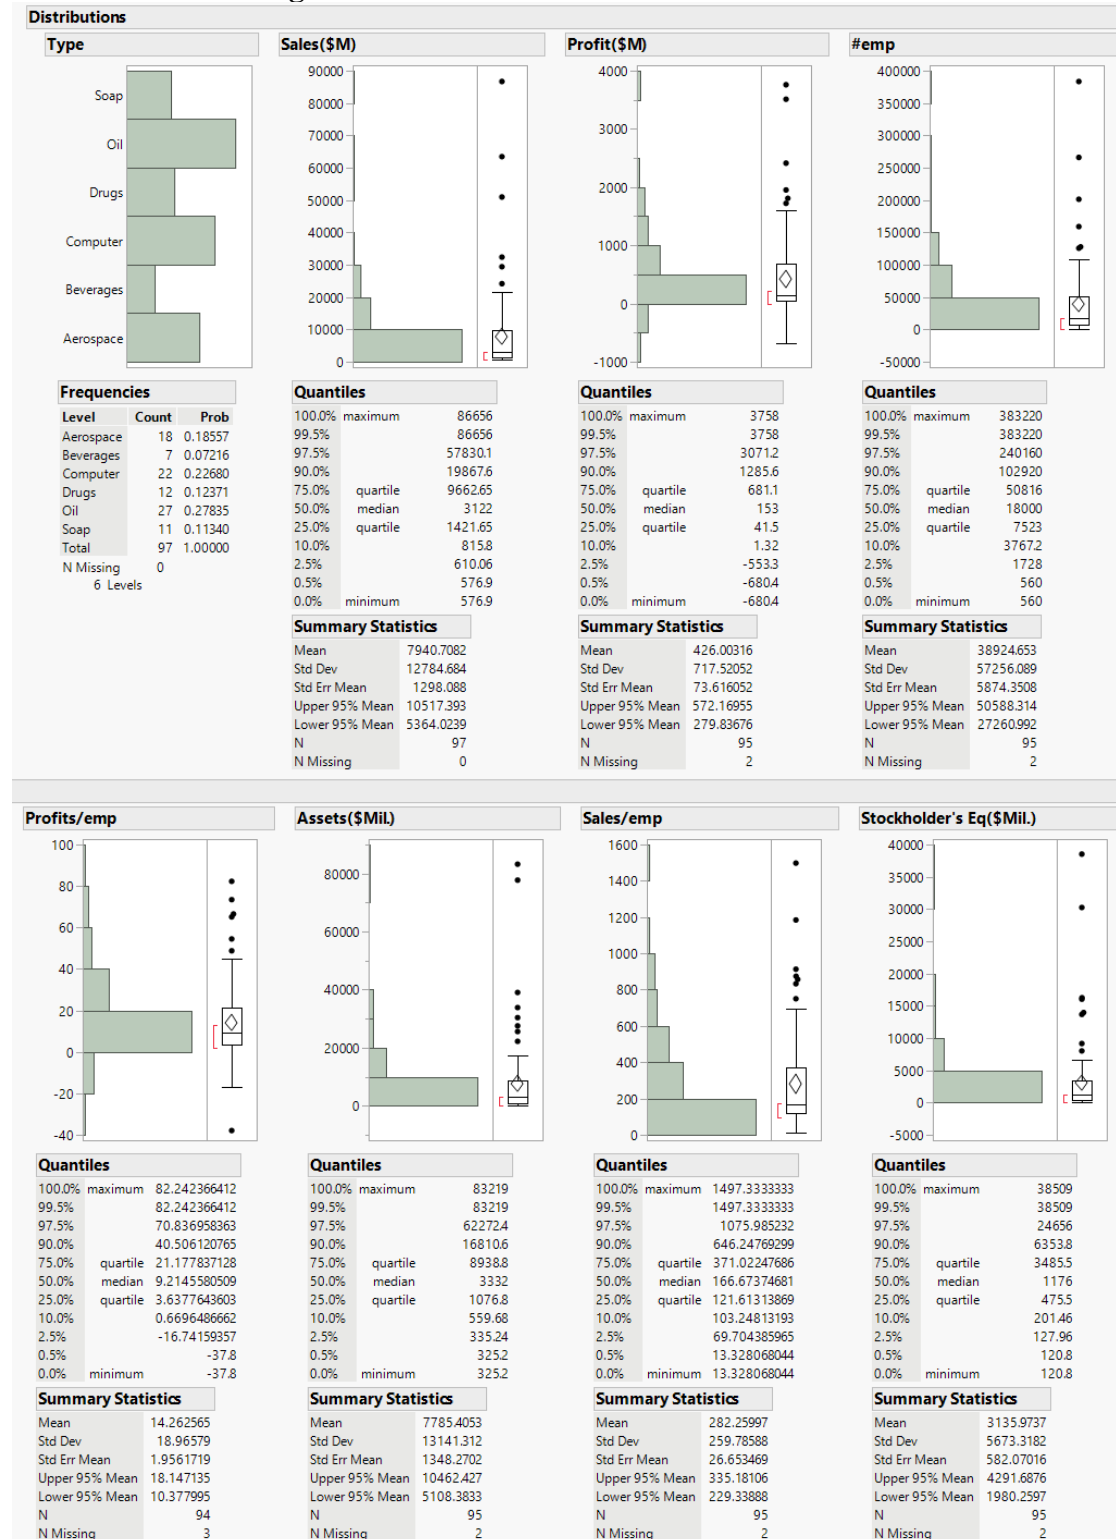 Distributions
Type
Soap
Oil
Drugs
Computer
Beverages
Aerospace
Frequencies
Level Count Prob
Aerospace 18 0.18557
Beverages 7 0.07216
Computer 22 0.22680
Drugs 12 0.12371
Oil 27 0.27835
Soap 11 0.11340
Total 97 1.00000
N Missing 0
6 Levels
Sales($M)
90000
80000
70000
60000
50000
40000
30000
20000
10000
0
Quantiles
100.0% maximum 86656
99.5% 86656
97.5% 57830.1
90.0% 19867.6
75.0% quartile 9662.65
50.0% median 3122
25.0% quartile 1421.65
10.0% 815.8
2.5% 610.06
0.5% 576.9
0.0% minimum 576.9
Summary Statistics
Mean 7940.7082
Std Dev 12784.684
Std Err Mean 1298.088
Upper 95% Mean 10517.393
Lower 95% Mean 5364.0239
N 97
N Missing 0
Profit($M)
4000
3000
2000
1000
0
-1000
Quantiles
100.0% maximum 3758
99.5% 3758
97.5% 3071.2
90.0% 1285.6
75.0% quartile 681.1
50.0% median 153
25.0% quartile 41.5
10.0% 1.32
2.5% -553.3
0.5% -680.4
0.0% minimum -680.4
Summary Statistics
Mean 426.00316
Std Dev 717.52052
Std Err Mean 73.616052
Upper 95% Mean 572.16955
Lower 95% Mean 279.83676
N 95
N Missing 2
#emp
400000
350000
300000
250000
200000
150000
100000
50000
0
-50000
Quantiles
100.0% maximum 383220
99.5% 383220
97.5% 240160
90.0% 102920
75.0% quartile 50816
50.0% median 18000
25.0% quartile 7523
10.0% 3767.2
2.5% 1728
0.5% 560
0.0% minimum 560
Summary Statistics
Mean 38924.653
Std Dev 57256.089
Std Err Mean 5874.3508
Upper 95% Mean 50588.314
Lower 95% Mean 27260.992
N 95
N Missing 2
Profits/emp
100
80
60
40
20
0
-20
-40
Quantiles
100.0% maximum 82.242366412
99.5% 82.242366412
97.5% 70.836958363
90.0% 40.506120765
75.0% quartile 21.177837128
50.0% median 9.2145580509
25.0% quartile 3.6377643603
10.0% 0.6696486662
2.5% -16.74159357
0.5% -37.8
0.0% minimum -37.8
Summary Statistics
Mean 14.262565
Std Dev 18.96579
Std Err Mean 1.9561719
Upper 95% Mean 18.147135
Lower 95% Mean 10.377995
N 94
N Missing 3
Assets($Mil.)
80000
60000
40000
20000
0
Quantiles
100.0% maximum 83219
99.5% 83219
97.5% 62272.4
90.0% 16810.6
75.0% quartile 8938.8
50.0% median 3332
25.0% quartile 1076.8
10.0% 559.68
2.5% 335.24
0.5% 325.2
0.0% minimum 325.2
Summary Statistics
Mean 7785.4053
Std Dev 13141.312
Std Err Mean 1348.2702
Upper 95% Mean 10462.427
Lower 95% Mean 5108.3833
N 95
N Missing 2
Sales/emp
1600
1400
1200
1000
800
600
400
200
0
Quantiles
100.0% maximum 1497.3333333
99.5% 1497.3333333
97.5% 1075.985232
90.0% 646.24769299
75.0% quartile 371.02247686
50.0% median 166.67374681
25.0% quartile 121.61313869
10.0% 103.24813193
2.5% 69.704385965
0.5% 13.328068044
0.0% minimum 13.328068044
Summary Statistics
Mean 282.25997
Std Dev 259.78588
Std Err Mean 26.653469
Upper 95% Mean 335.18106
Lower 95% Mean 229.33888
N 95
N Missing 2
Stockholder's Eq($Mil.)
40000
35000
30000
25000
20000
15000
10000
5000
0
-5000
Quantiles
100.0% maximum 38509
99.5% 38509
97.5% 24656
90.0% 6353.8
75.0% quartile 3485.5
50.0% median 1176
25.0% quartile 475.5
10.0% 201.46
2.5% 127.96
0.5% 120.8
0.0% minimum 120.8
Summary Statistics
Mean 3135.9737
Std Dev 5673.3182
Std Err Mean 582.07016
Upper 95% Mean 4291.6876
Lower 95% Mean 1980.2597
N 95
N Missing 2